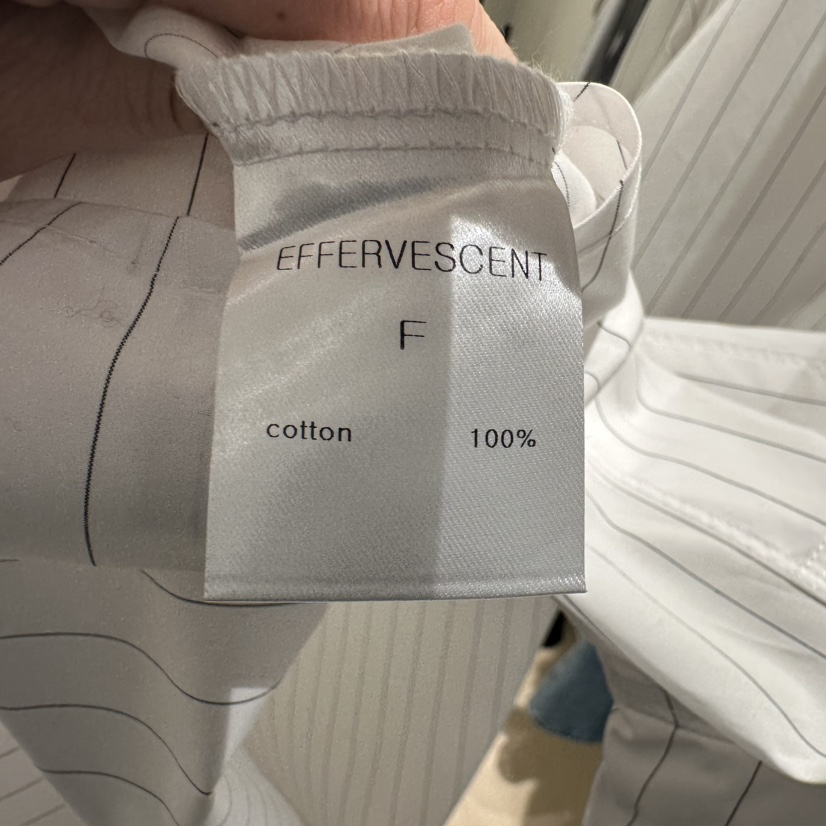 EFFERVESCENT
F
cotton 100%